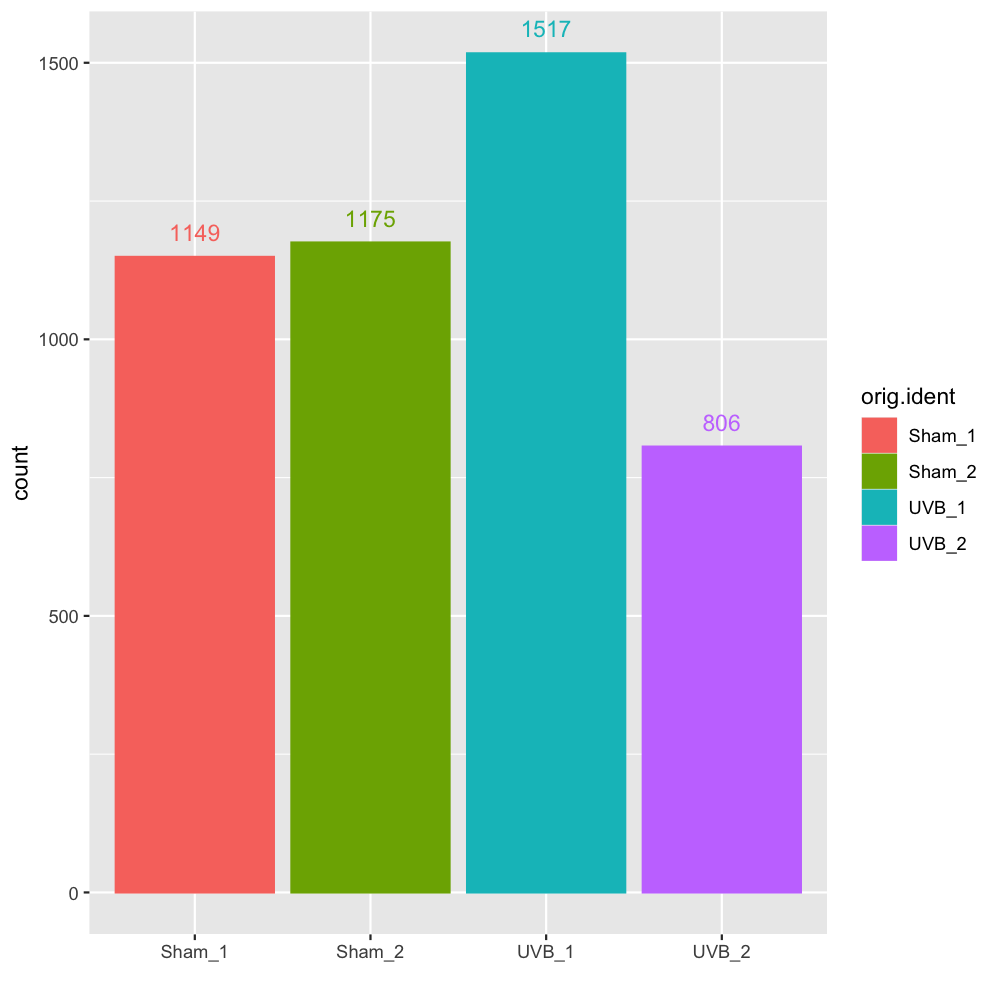 1517
1500
1175
1149
1000
806
orig.ident
Sham_1
Sham_2
UVB_1
UVB_2
count
500
0
Sham_1 Sham_2 UVB_1 UVB_2